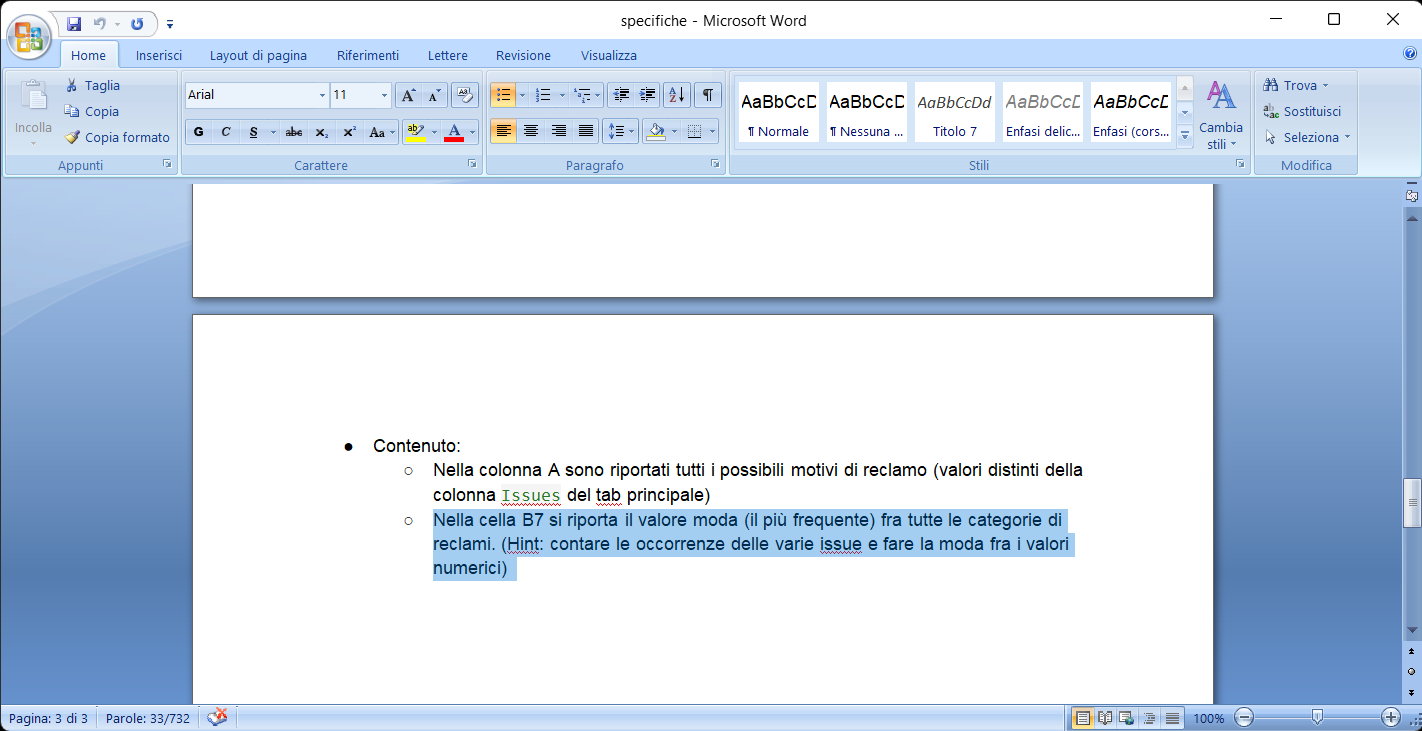 specifiche - Microsoft Word
Home Inserisci Layout di pagina Riferimenti Lettere Revisione Visualizza
Incolla
Taglia
Copia
Copia formato
Appunti
Arial 11
G C S abc x₂ x² Aa ab A
Carattere
Paragrafo
AaBbCcD AaBbCcD AaBbCcDd AaBbCcD AaBbCcD
¶ Normale ¶ Nessuna ... Titolo 7 Enfasi delic... Enfasi (cors...
Cambia
stili
Stili
Trova
Sostituisci
Seleziona
Modifica
● Contenuto:
○ Nella colonna A sono riportati tutti i possibili motivi di reclamo (valori distinti della
colonna Issues del tab principale)
○ Nella cella B7 si riporta il valore moda (il più frequente) fra tutte le categorie di
reclami. (Hint: contare le occorrenze delle varie issue e fare la moda fra i valori
numerici)
Pagina: 3 di 3 Parole: 33/732 100%